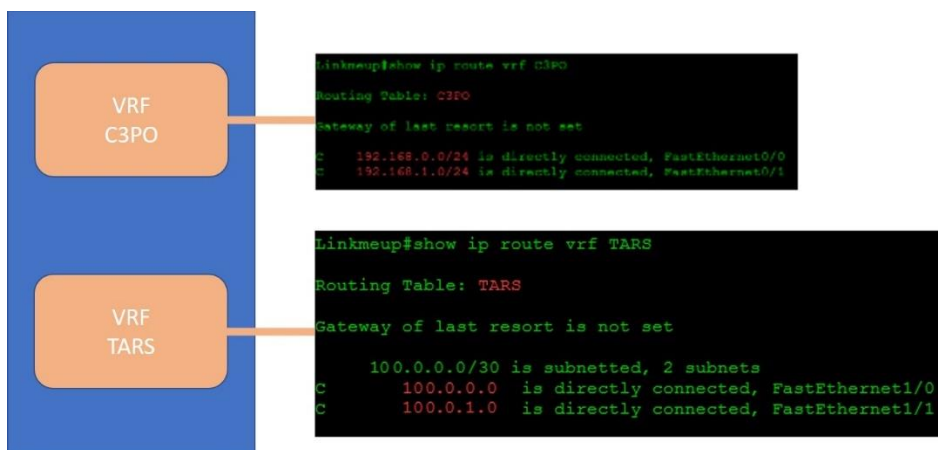 VRF
C3PO
Linkmeup#show ip route vrf C3PO
Routing Table: C3PO
Gateway of last resort is not set
C 192.168.0.0/24 is directly connected, FastEthernet0/0
C 192.168.1.0/24 is directly connected, FastEthernet0/1
VRF
TARS
Linkmeup#show ip route vrf TARS
Routing Table: TARS
Gateway of last resort is not set
100.0.0.0/30 is subnetted, 2 subnets
C 100.0.0.0 is directly connected, FastEthernet1/0
C 100.0.1.0 is directly connected, FastEthernet1/1